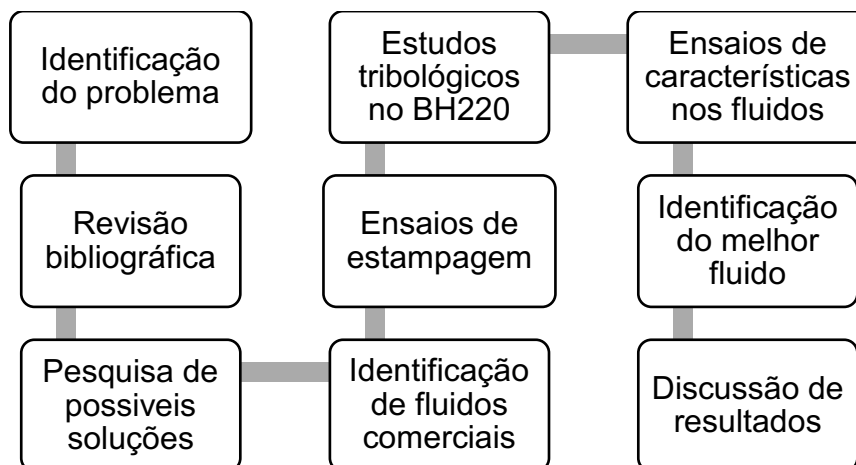 Identificação
do problema
Revisão
bibliográfica
Pesquisa de
possiveis
soluções
Identificação
de fluidos
comerciais
Ensaios de
estampagem
Estudos
tribológicos
no BH220
Ensaios de
características
nos fluidos
Identificação
do melhor
fluido
Discussão de
resultados